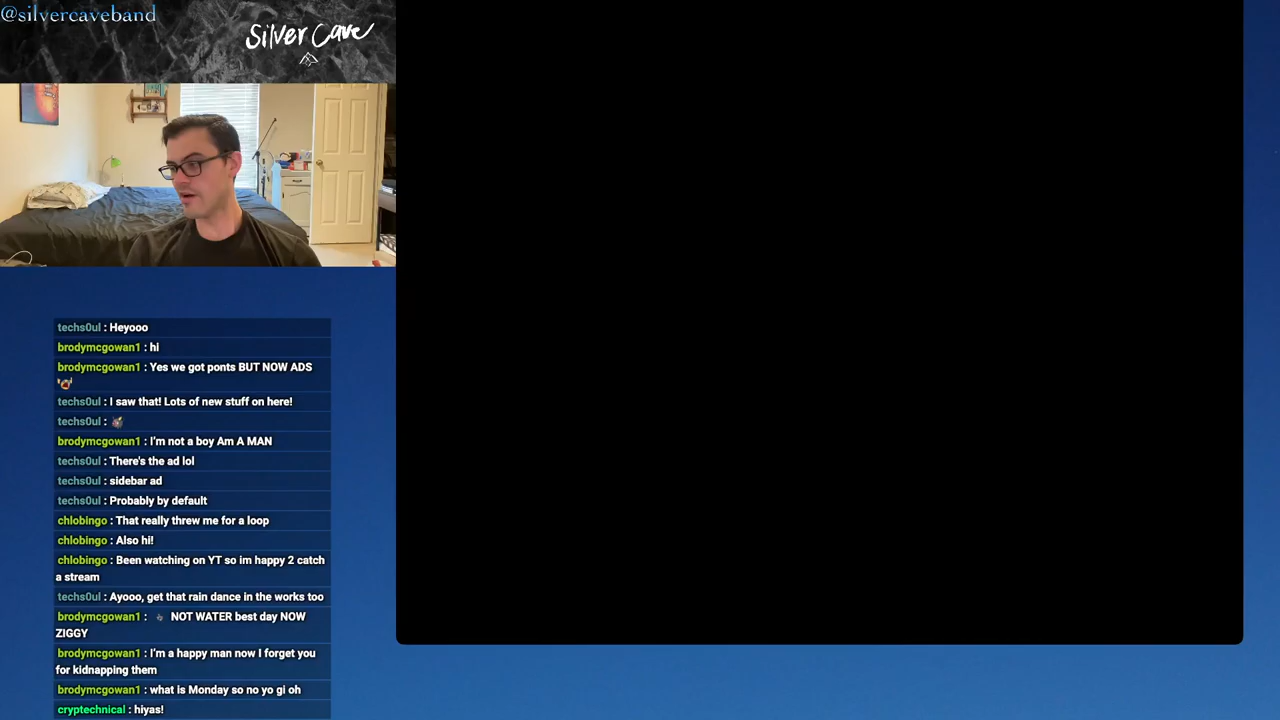 @silvercaveband
Silver Cave
techs0ul : Heyooo
brodymcgowan1 : hi
brodymcgowan1 : Yes we got ponts BUT NOW ADS
techs0ul : I saw that! Lots of new stuff on here!
techs0ul :
brodymcgowan1 : I'm not a boy Am A MAN
techs0ul : There's the ad lol
techs0ul : sidebar ad
techs0ul : Probably by default
chlobingo : That really threw me for a loop
chlobingo : Also hi!
chlobingo : Been watching on YT so im happy 2 catch
a stream
techs0ul : Ayooo, get that rain dance in the works too
brodymcgowan1 : NOT WATER best day NOW
ZIGGY
brodymcgowan1 : I'm a happy man now I forget you
for kidnapping them
brodymcgowan1 : what is Monday so no yo gi oh
cryptechnical : hiyas!